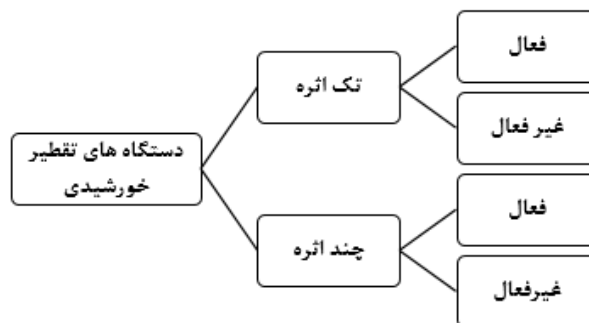 دستگاه های تقطیر
خورشیدی
تک اثره
فعال
غیر فعال
چند اثره
فعال
غیرفعال